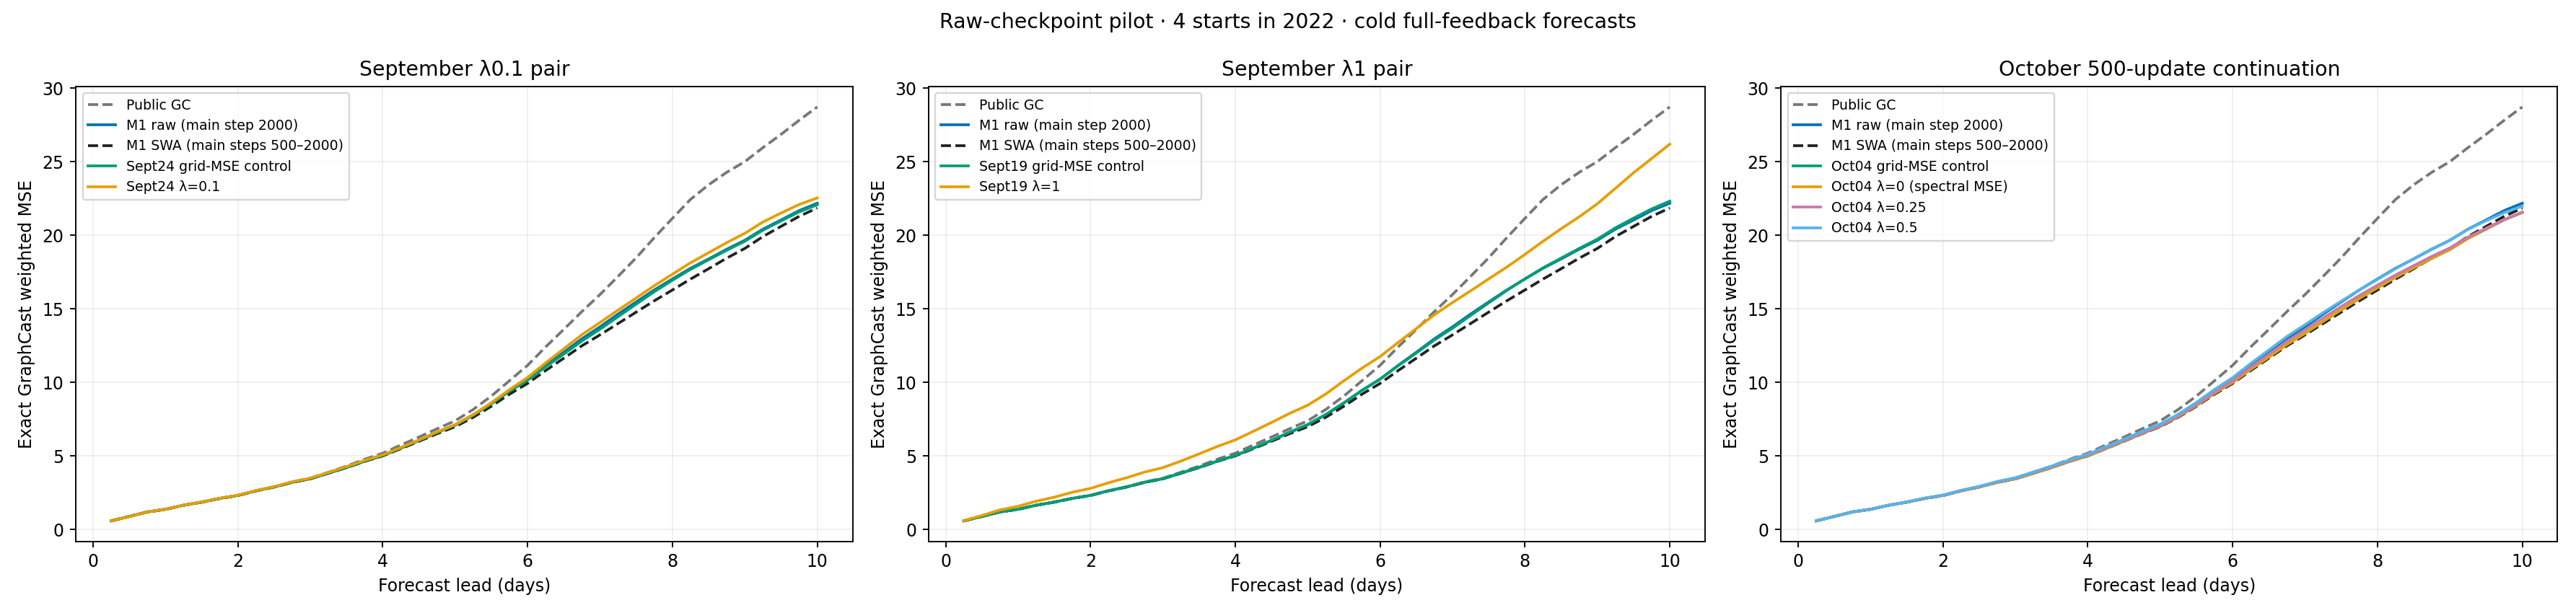 Raw-checkpoint pilot · 4 starts in 2022 · cold full-feedback forecasts
September λ0.1 pair
Exact GraphCast weighted MSE
30
25
20
15
10
5
0
Public GC
M1 raw (main step 2000)
M1 SWA (main steps 500–2000)
Sept24 grid-MSE control
Sept24 λ=0.1
0 2 4 6 8 10
Forecast lead (days)
September λ1 pair
Exact GraphCast weighted MSE
30
25
20
15
10
5
0
Public GC
M1 raw (main step 2000)
M1 SWA (main steps 500–2000)
Sept19 grid-MSE control
Sept19 λ=1
0 2 4 6 8 10
Forecast lead (days)
October 500-update continuation
Exact GraphCast weighted MSE
30
25
20
15
10
5
0
Public GC
M1 raw (main step 2000)
M1 SWA (main steps 500–2000)
Oct04 grid-MSE control
Oct04 λ=0 (spectral MSE)
Oct04 λ=0.25
Oct04 λ=0.5
0 2 4 6 8 10
Forecast lead (days)